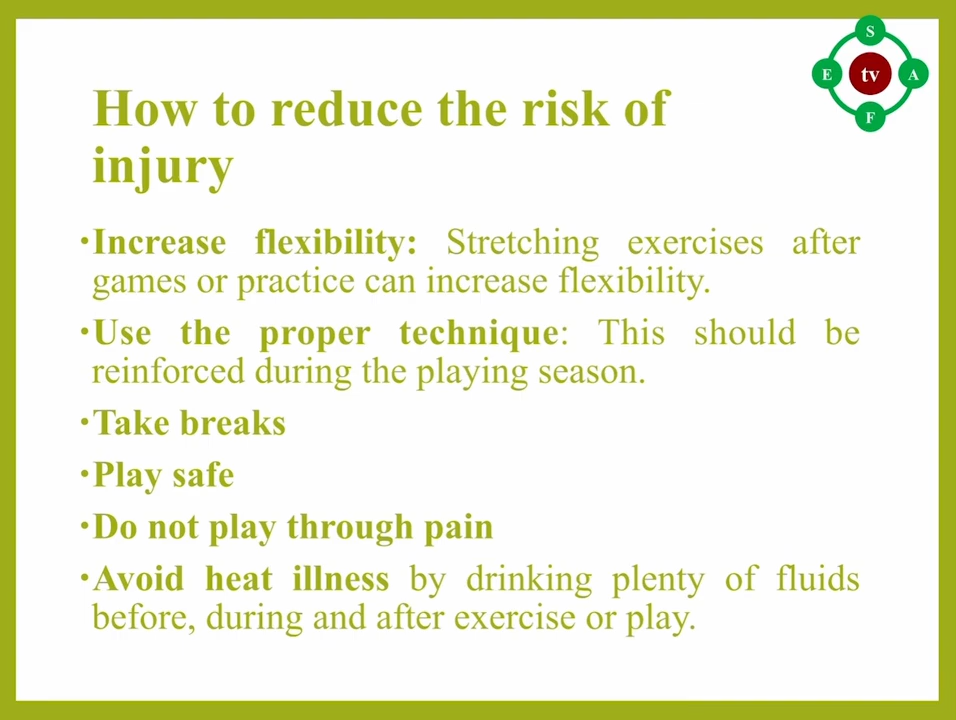 S
E tv A
F
How to reduce the risk of
injury
•Increase flexibility: Stretching exercises after
games or practice can increase flexibility.
•Use the proper technique: This should be
reinforced during the playing season.
•Take breaks
•Play safe
•Do not play through pain
•Avoid heat illness by drinking plenty of fluids
before, during and after exercise or play.